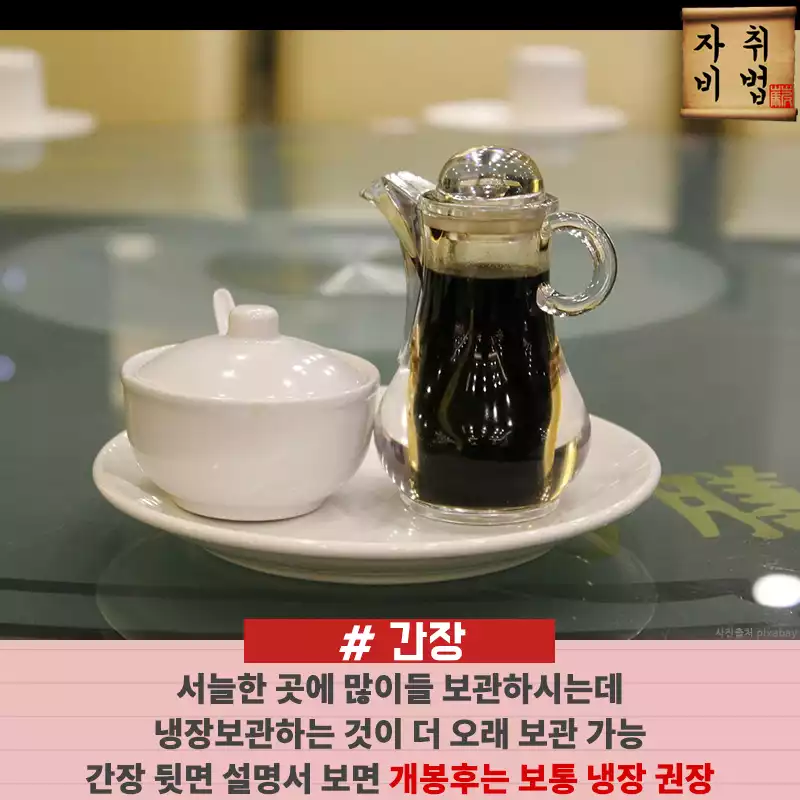 자취
비법
사진출처 pixabay
# 간장
서늘한 곳에 많이들 보관하시는데
냉장보관하는 것이 더 오래 보관 가능
간장 뒷면 설명서 보면 개봉후는 보통 냉장 권장